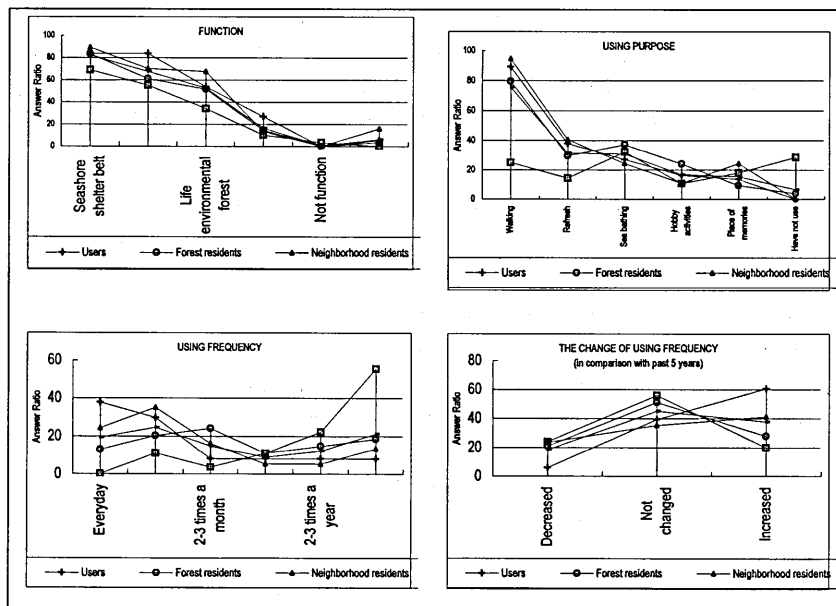 FUNCTION
Answer Ratio
100
80
60
40
20
0
Seashore
shelter belt
Life
environmental
forest
Not function
Users
Forest residents
Neighborhood residents
USING PURPOSE
Answer Ratio
100
80
60
40
20
0
Walking
Refresh
Sea bathing
Hobby
activities
Place of
memories
Have not use
Users
Forest residents
Neighborhood residents
USING FREQUENCY
Answer Ratio
60
40
20
0
Everyday
2-3 times a
month
2-3 times a
year
Users
Forest residents
Neighborhood residents
THE CHANGE OF USING FREQUENCY
(in comparison with past 5 years)
Answer Ratio
80
60
40
20
0
Decreased
Not
changed
Increased
Users
Forest residents
Neighborhood residents